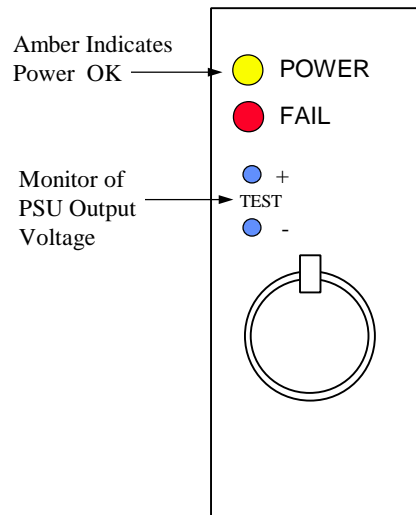 Amber Indicates
Power OK
POWER
FAIL
Monitor of
PSU Output
Voltage
+
TEST
-